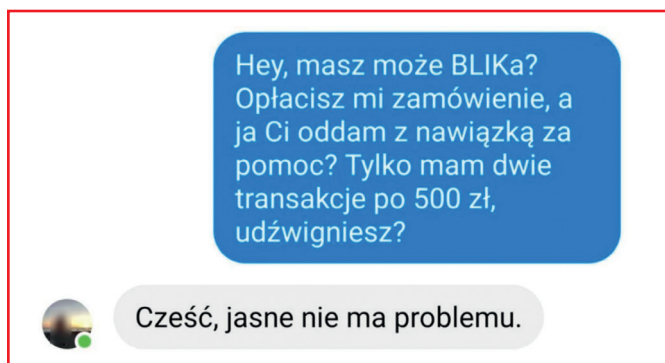 Hey, masz może BLIKa?
Opłacisz mi zamówienie, a
ja Ci oddam z nawiązką za
pomoc? Tylko mam dwie
transakcje po 500 zł,
udźwigniesz?
Cześć, jasne nie ma problemu.